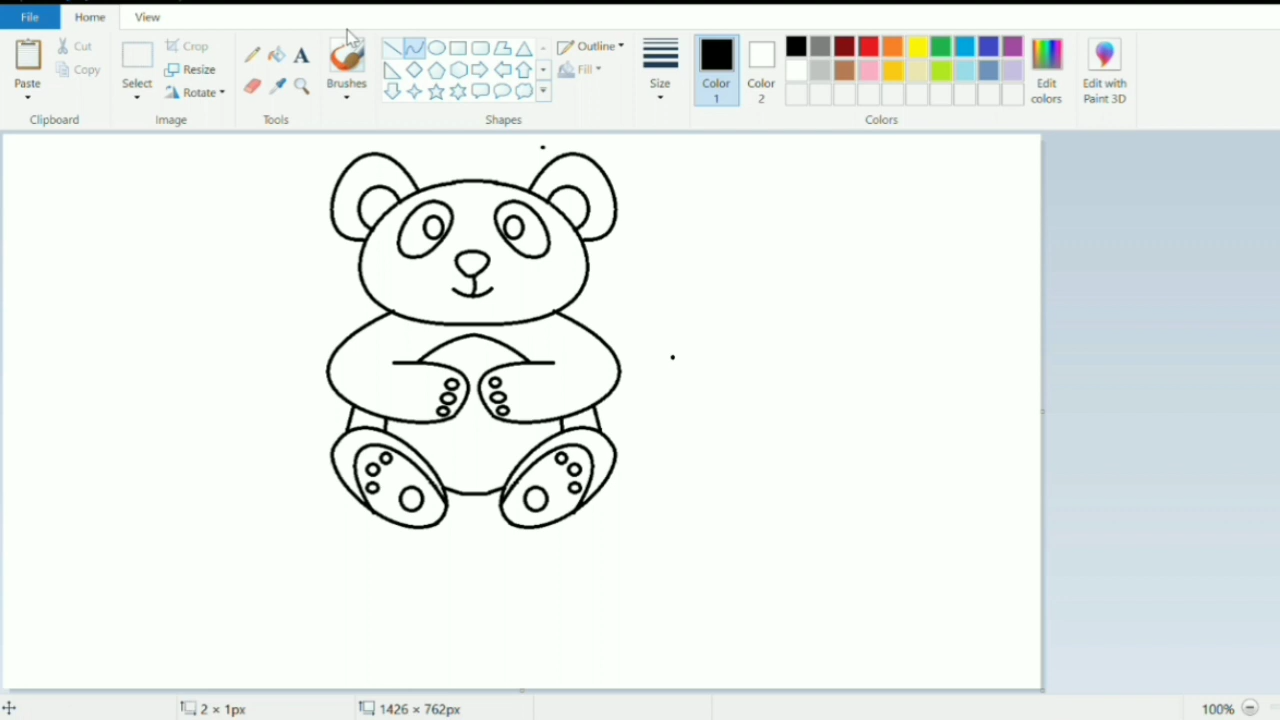 File Home View
Paste
Cut
Copy
Clipboard
Select
Crop
Resize
Rotate
Image
A
Tools
Brushes
Outline
Fill
Shapes
Size
Color
1
Color
2
Edit
colors
Colors
Edit with
Paint 3D
2 × 1px
1426 × 762px
100%